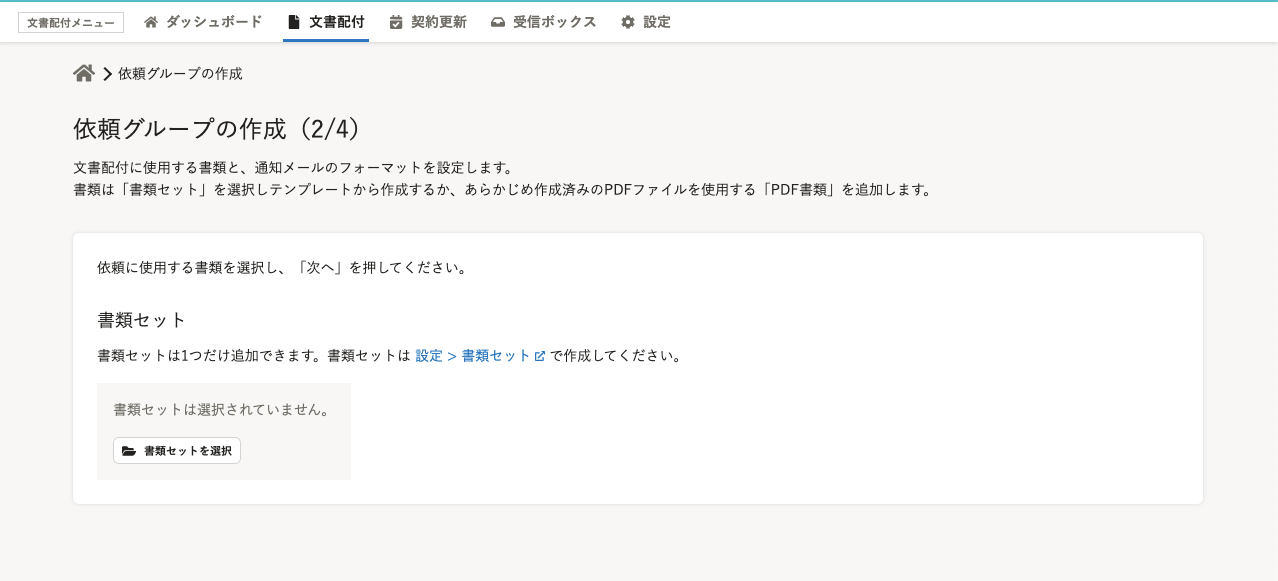 文書配付メニュー ダッシュボード 文書配付 契約更新 受信ボックス 設定
依頼グループの作成
依頼グループの作成（2/4）
文書配付に使用する書類と、通知メールのフォーマットを設定します。
書類は「書類セット」を選択しテンプレートから作成するか、あらかじめ作成済みのPDFファイルを使用する「PDF書類」を追加します。
依頼に使用する書類を選択し、「次へ」を押してください。
書類セット
書類セットは1つだけ追加できます。書類セットは 設定 > 書類セット で作成してください。
書類セットは選択されていません。
書類セットを選択